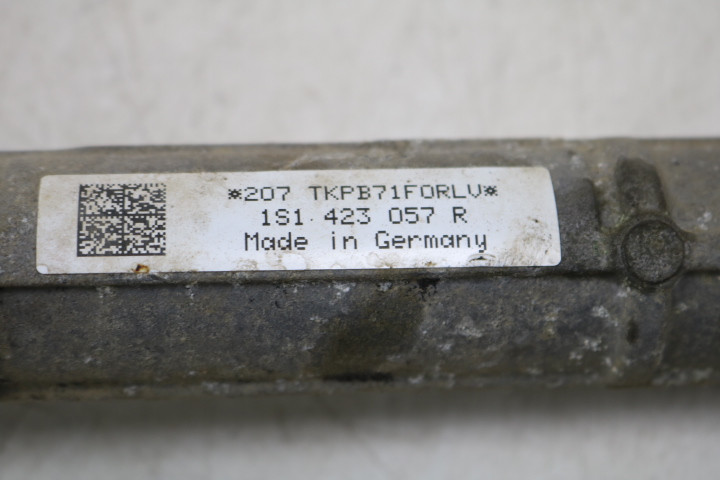 *207 TKPB71FORLV*
1S1 423 057 R
Made in Germany